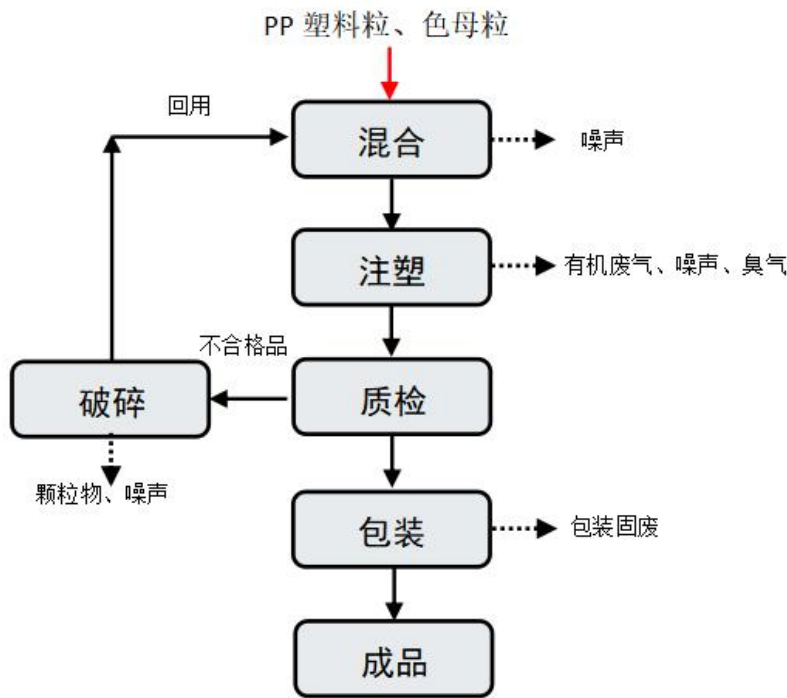 PP 塑料粒、色母粒
回用
混合
噪声
注塑
有机废气、噪声、臭气
不合格品
破碎
质检
颗粒物、噪声
包装
包装固废
成品